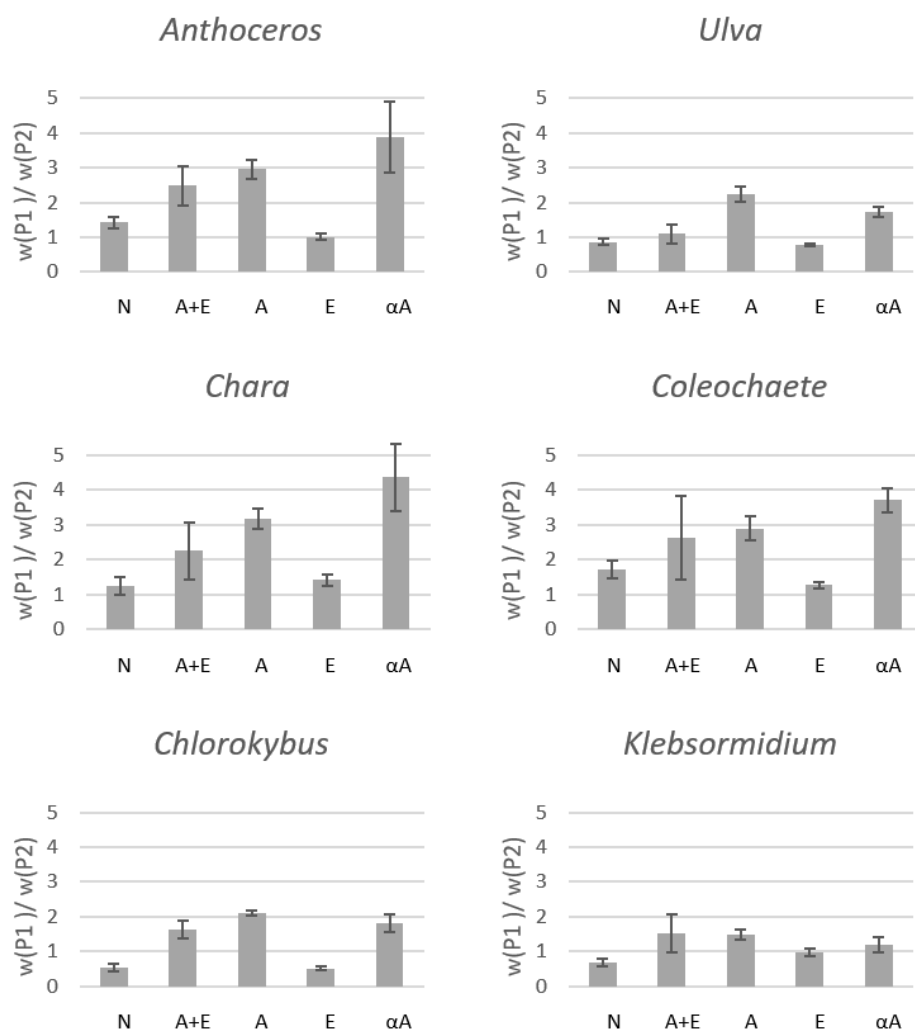 Anthoceros
5
4
3
2
1
0
w(P1 )/ w(P2)
N A+E A E αA
Ulva
5
4
3
2
1
0
w(P1 )/ w(P2)
N A+E A E αA
Chara
5
4
3
2
1
0
w(P1 )/ w(P2)
N A+E A E αA
Coleochaete
5
4
3
2
1
0
w(P1 )/ w(P2)
N A+E A E αA
Chlorokybus
5
4
3
2
1
0
w(P1 )/ w(P2)
N A+E A E αA
Klebsormidium
5
4
3
2
1
0
w(P1 )/ w(P2)
N A+E A E αA